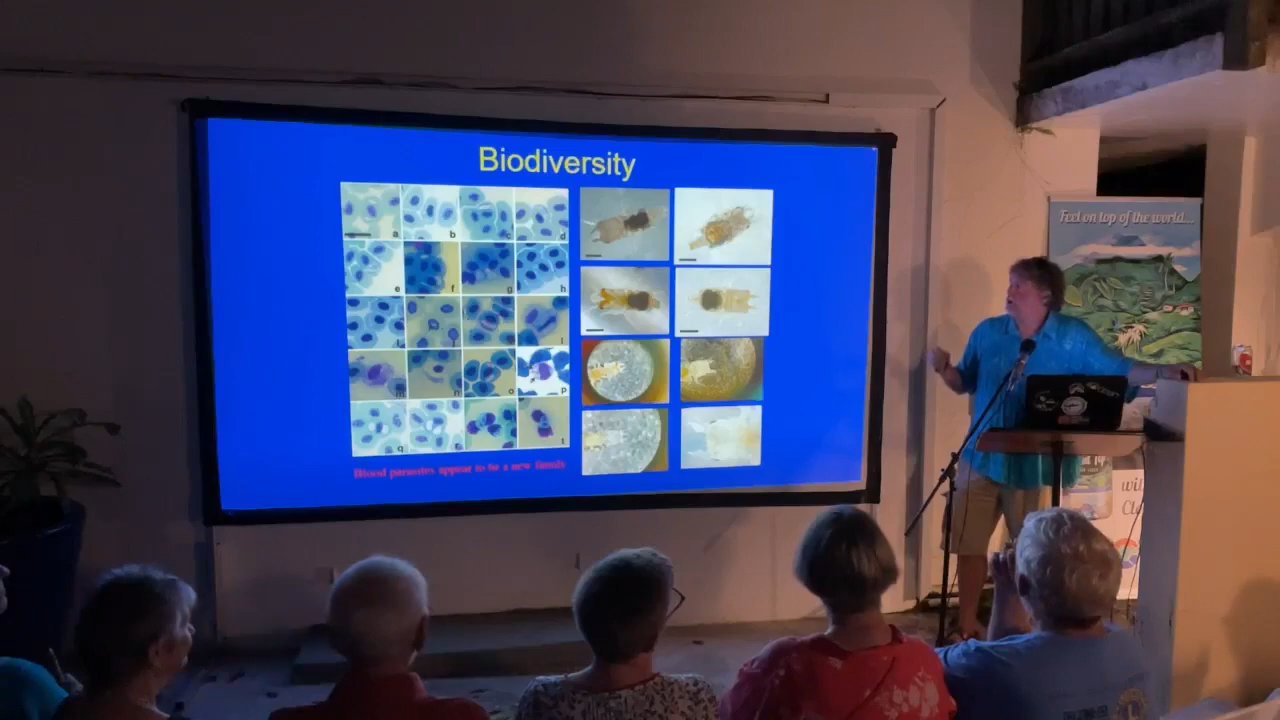 Biodiversity
a b c d
e f g h
l
m n o p
q t
Blood parasites appear to be a new family
Feel on top of the world...